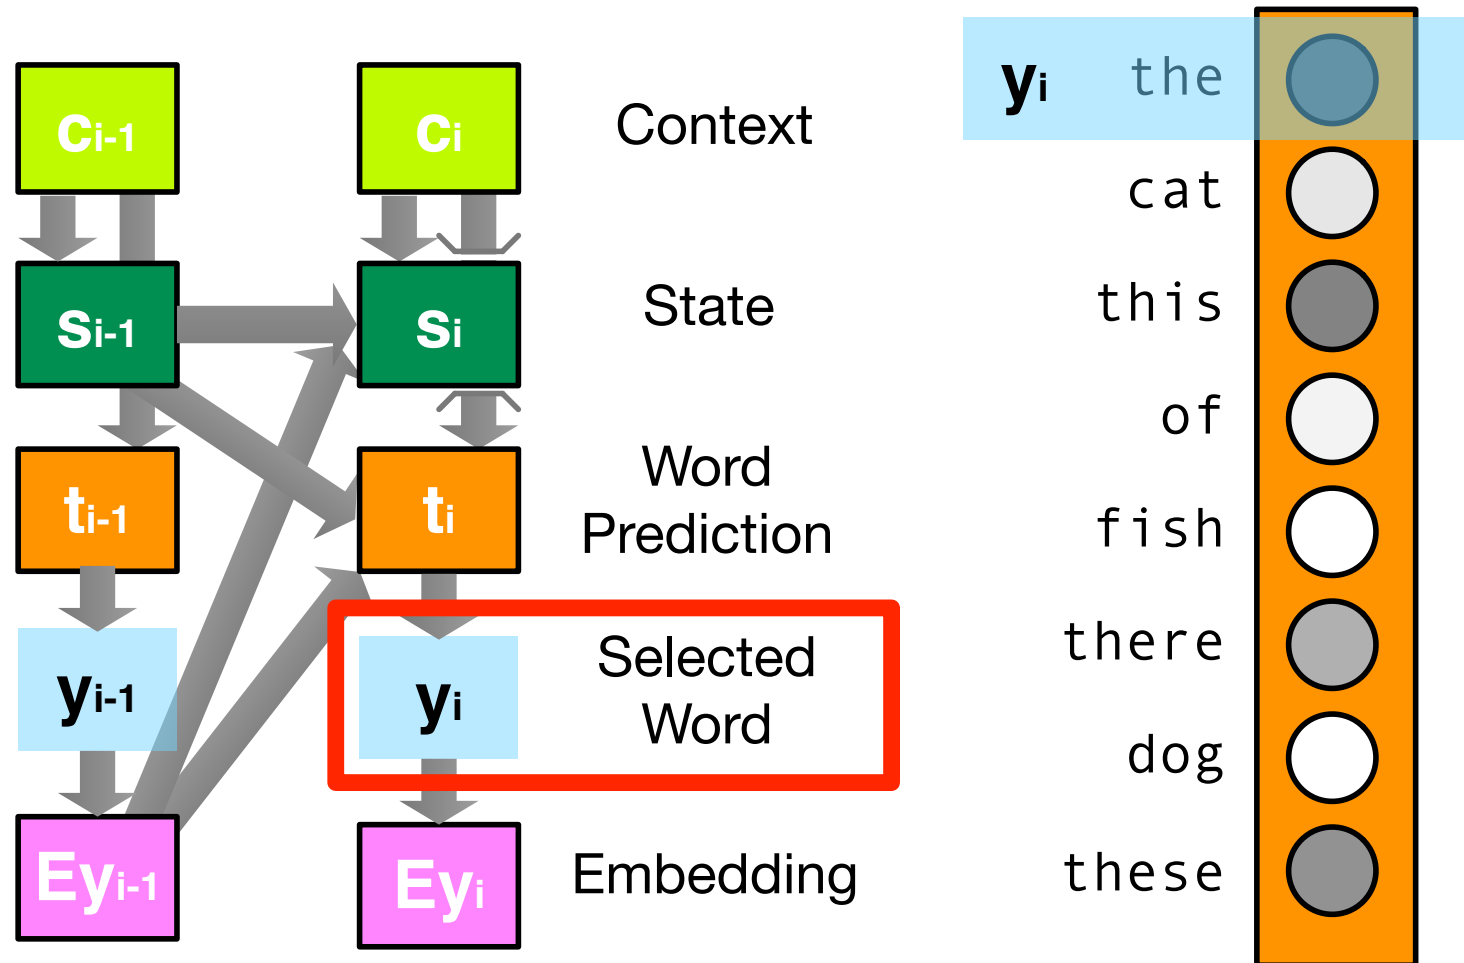 ci-1
ci
Context
si-1
si
State
ti-1
ti
Word
Prediction
yi-1
yi
Selected
Word
Eyi-1
Eyi
Embedding
yi the
cat
this
of
fish
there
dog
these